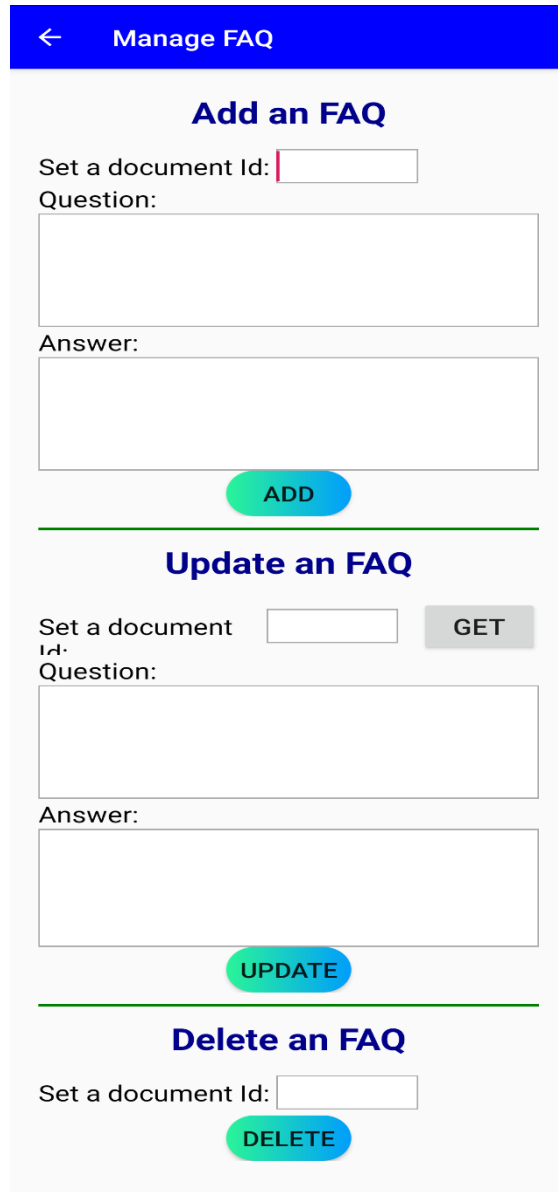 Manage FAQ
Add an FAQ
Set a document Id:
Question:
Answer:
ADD
Update an FAQ
Set a document
Id:
GET
Question:
Answer:
UPDATE
Delete an FAQ
Set a document Id:
DELETE